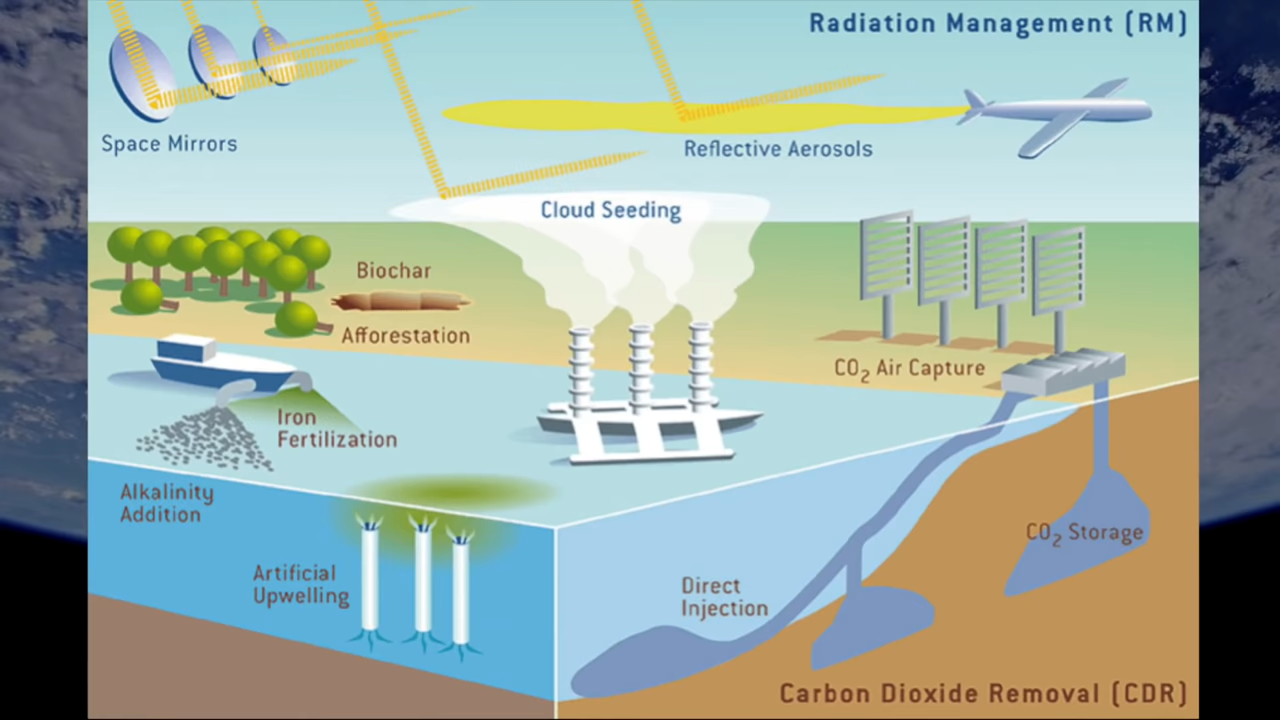 Radiation Management (RM)
Space Mirrors
Reflective Aerosols
Cloud Seeding
Biochar
Afforestation
CO₂ Air Capture
Iron
Fertilization
Alkalinity
Addition
CO₂ Storage
Artificial
Upwelling
Direct
Injection
Carbon Dioxide Removal (CDR)